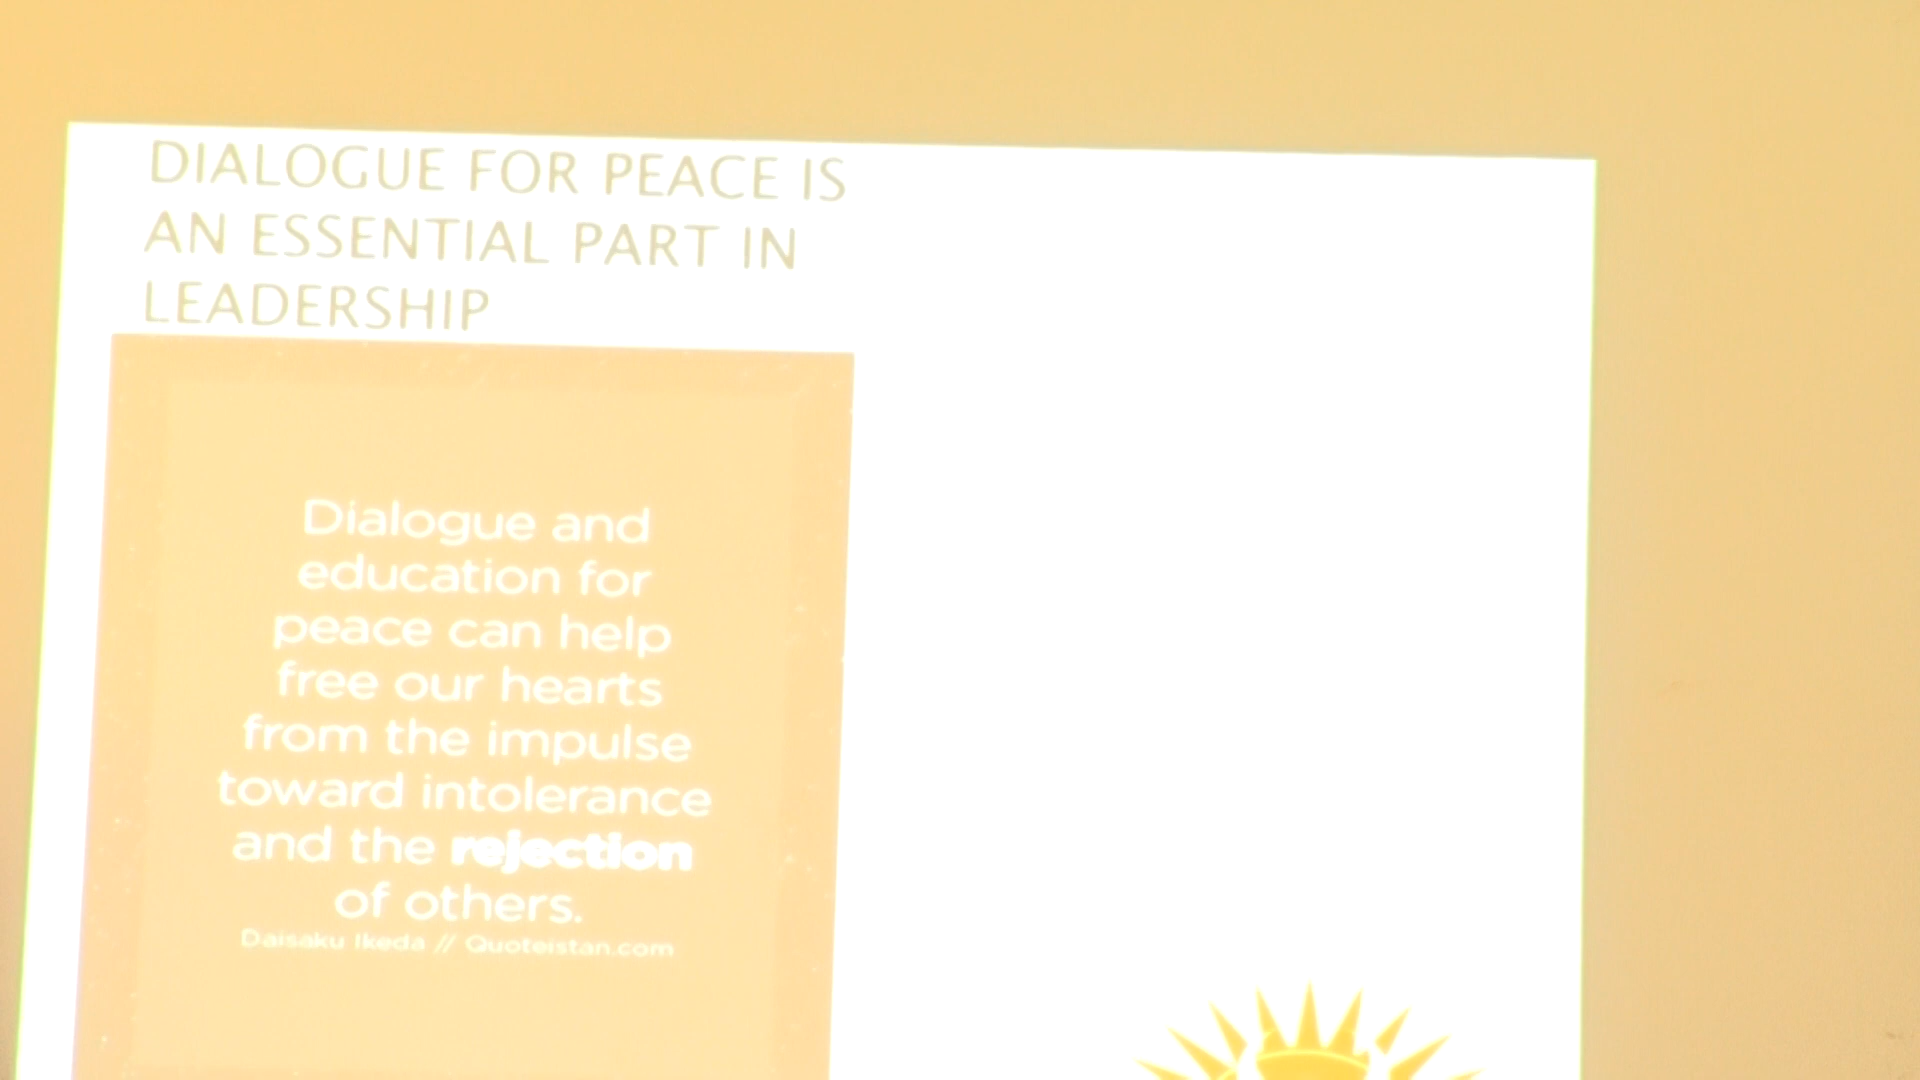 DIALOGUE FOR PEACE IS
AN ESSENTIAL PART IN
LEADERSHIP
Dialogue and
education for
peace can help
free our hearts
from the impulse
toward intolerance
and the rejection
of others.
Daisaku Ikeda // Quoteistan.com